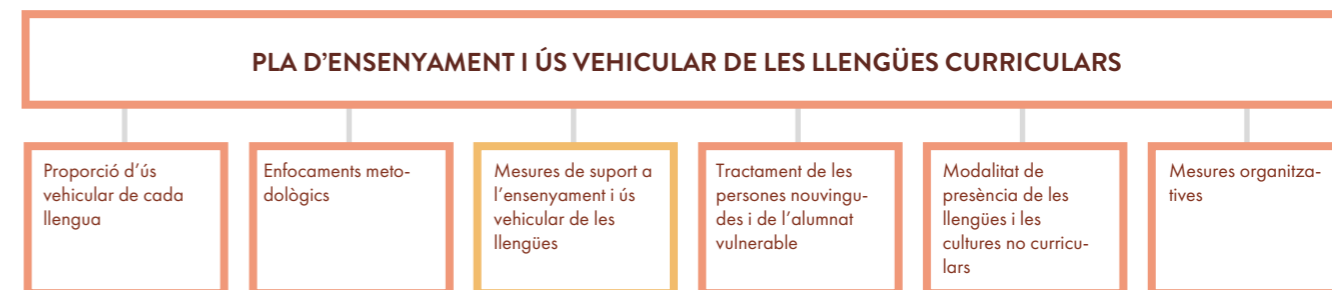 PLA D’ENSENYAMENT I ÚS VEHICULAR DE LES LLENGÜES CURRICULARS
Proporció d’ús
vehicular de cada
llengua
Enfocaments meto-
dològics
Mesures de suport a
l’ensenyament i ús
vehicular de les
llengües
Tractament de les
persones nouvingu-
des i de l’alumnat
vulnerable
Modalitat de
presència de les
llengües i les
cultures no curricu-
lars
Mesures organitza-
tives